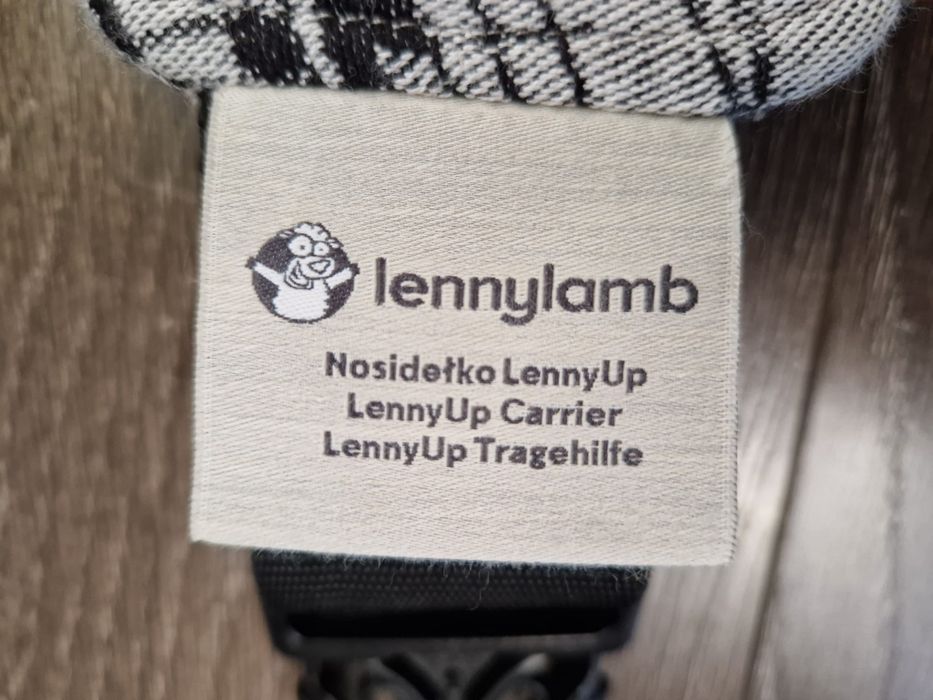 lennylamb
Nosidełko LennyUp
LennyUp Carrier
LennyUp Tragehilfe